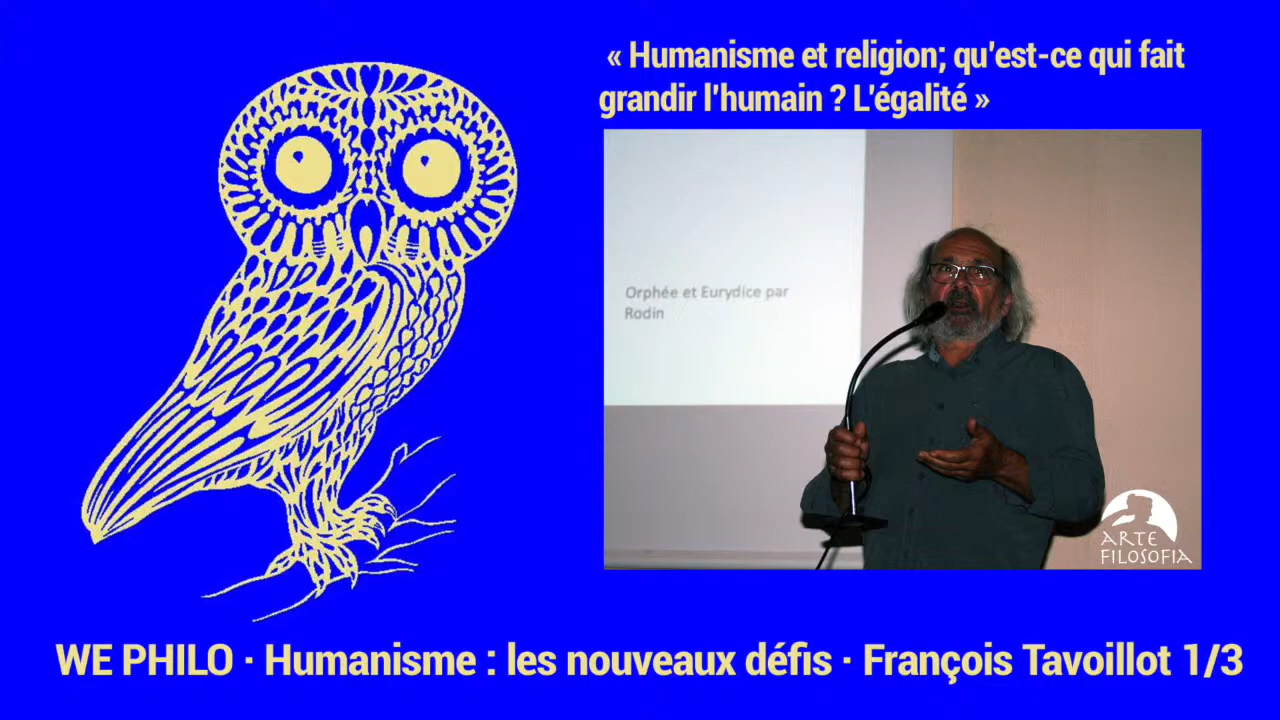 « Humanisme et religion; qu'est-ce qui fait
grandir l'humain ? L'égalité »
Orphée et Eurydice par
Rodin
ARTE
FILOSOFIA
WE PHILO · Humanisme : les nouveaux défis · François Tavoillot 1/3